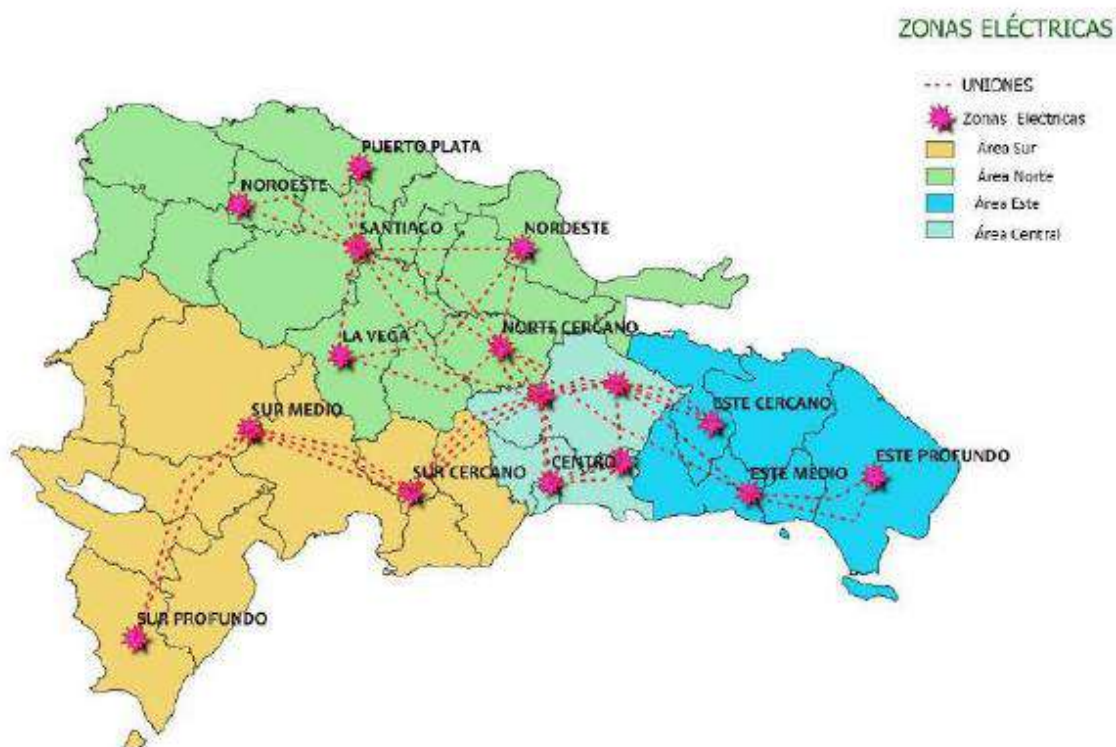 ZONAS ELÉCTRICAS
UNIONES
Zonas Electricas
Área Sur
Área Norte
Área Este
Área Central
PUERTO PLATA
NOROESTE
SANTIAGO
NORDESTE
LA VEGA
NORTE CERCANO
SUR MEDIO
ESTE CERCANO
SUR CERCANO
CENTRO
ESTE MEDIO
ESTE PROFUNDO
SUR PROFUNDO